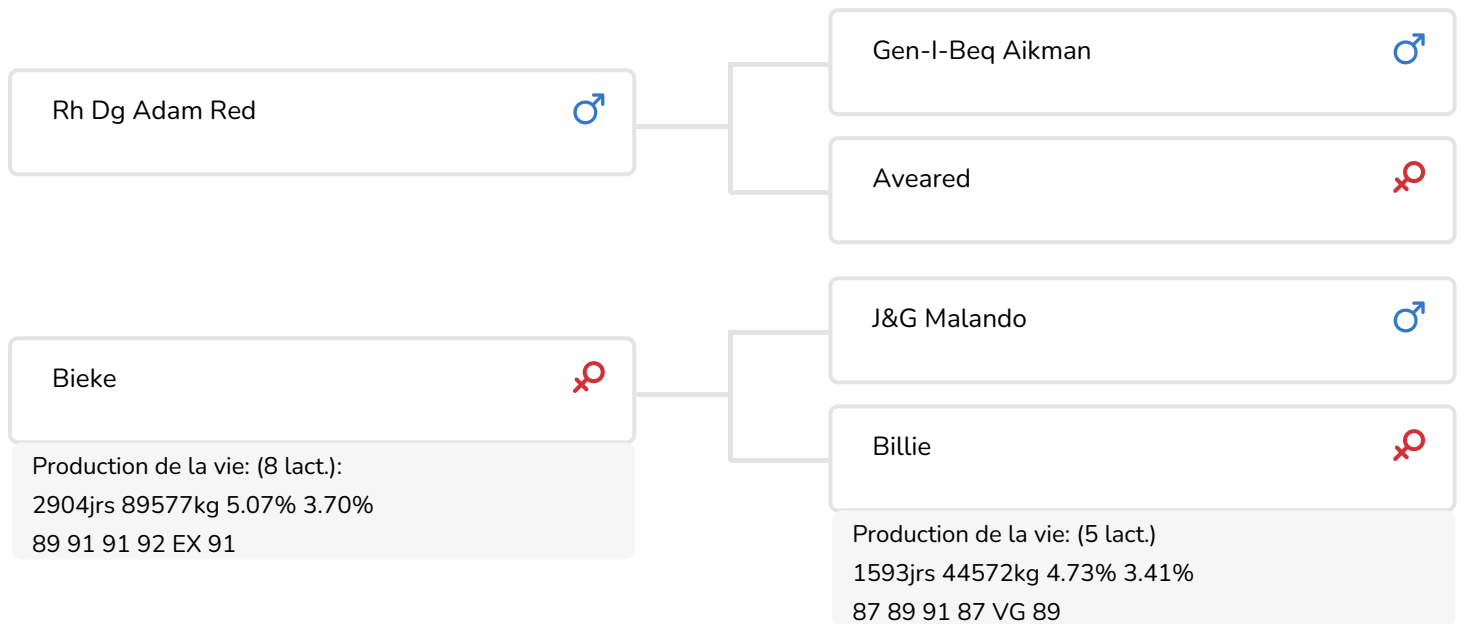 Rh Dg Adam Red
Gen-I-Beq Aikman
Aveared
Bieke
Production de la vie: (8 lact.):
2904jrs 89577kg 5.07% 3.70%
89 91 91 92 EX 91
J&G Malando
Billie
Production de la vie: (5 lact.)
1593jrs 44572kg 4.73% 3.41%
87 89 91 87 VG 89